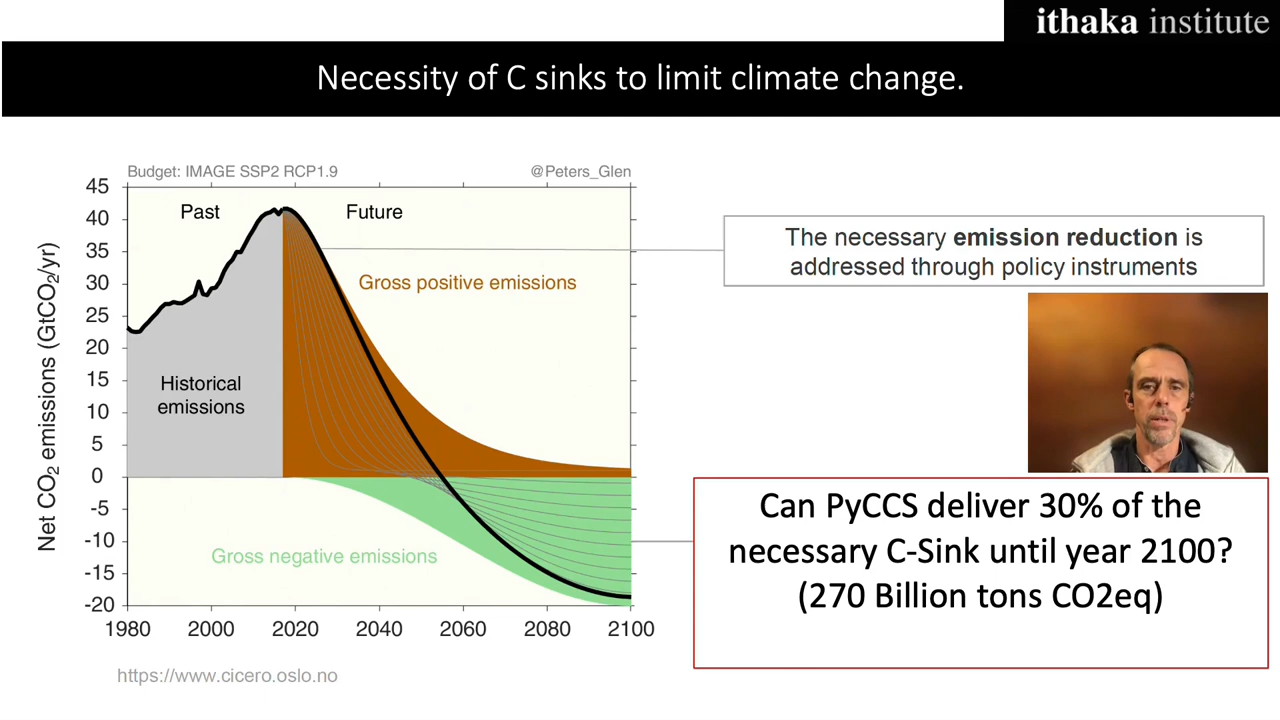 ithaka institute
Necessity of C sinks to limit climate change.
Budget: IMAGE SSP2 RCP1.9
@Peters_Glen
Net CO₂ emissions (GtCO₂/yr)
45
40
35
30
25
20
15
10
5
0
-5
-10
-15
-20
Past
Future
Gross positive emissions
Historical
emissions
Gross negative emissions
1980 2000 2020 2040 2060 2080 2100
https://www.cicero.oslo.no
The necessary emission reduction is
addressed through policy instruments
Can PyCCS deliver 30% of the
necessary C-Sink until year 2100?
(270 Billion tons CO2eq)